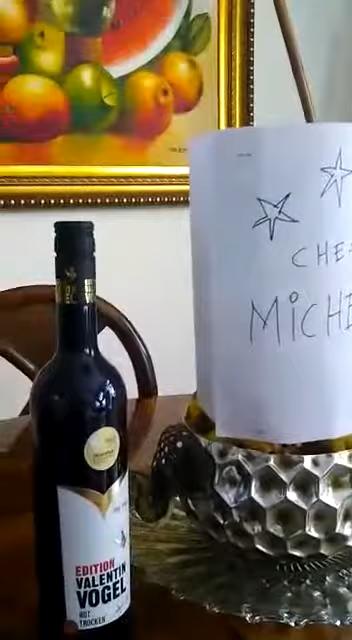 CHE
MICHE
EDITION
VALENTIN
VOGEL
ROT
TROCKEN